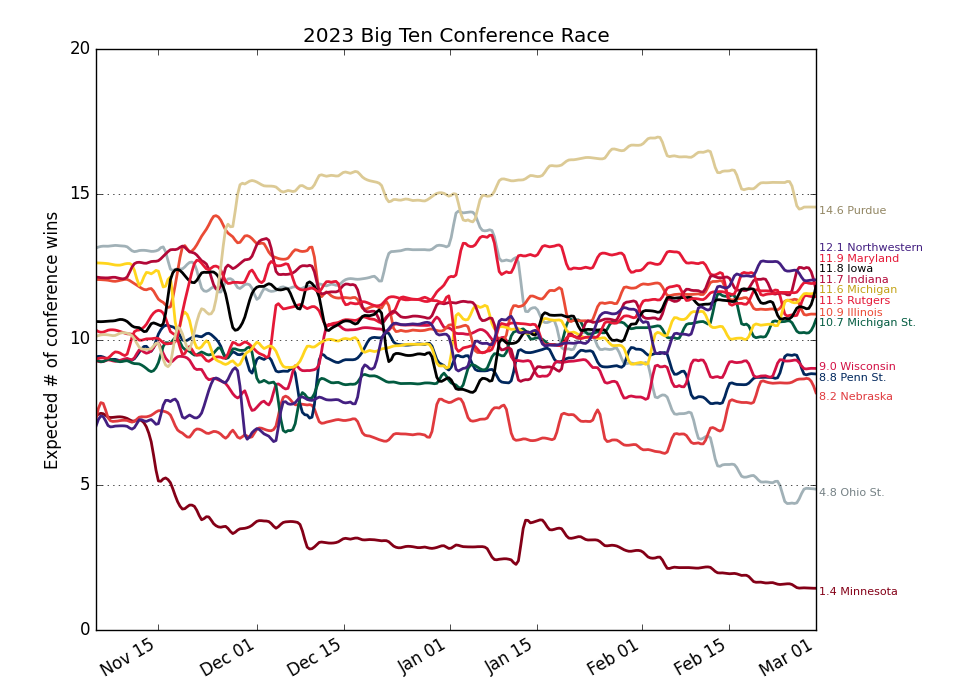 2023 Big Ten Conference Race
Expected # of conference wins
20
15
10
5
0
Nov 15
Dec 01
Dec 15
Jan 01
Jan 15
Feb 01
Feb 15
Mar 01
14.6 Purdue
12.1 Northwestern
11.9 Maryland
11.8 Iowa
11.7 Indiana
11.6 Michigan
11.5 Rutgers
10.9 Illinois
10.7 Michigan St.
9.0 Wisconsin
8.8 Penn St.
8.2 Nebraska
4.8 Ohio St.
1.4 Minnesota